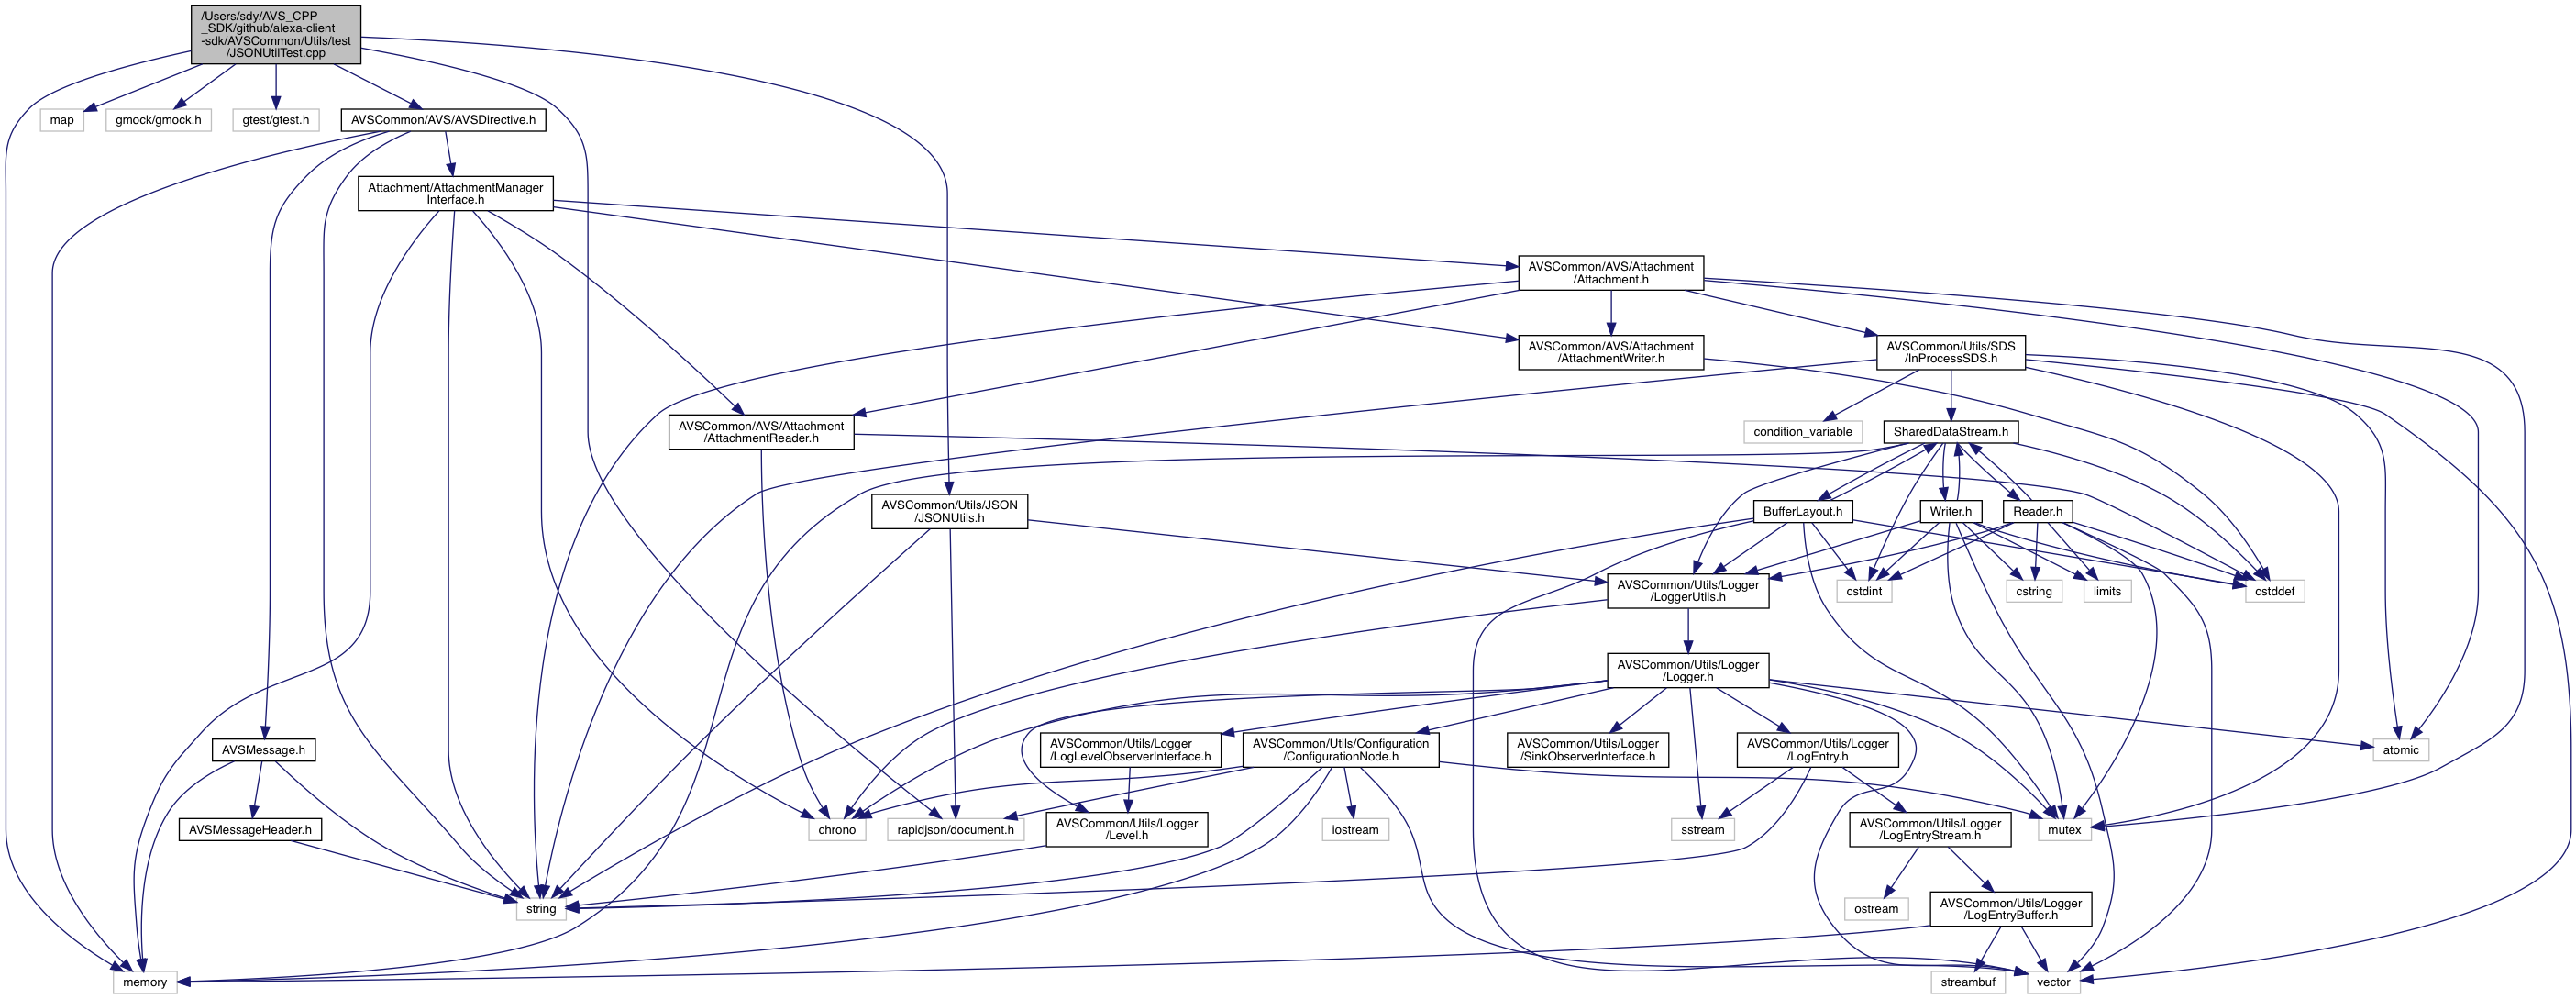 /Users/sdy/AVS_CPP
_SDK/github/alexa-client
-sdk/AVSCommon/Utils/test
/JSONUtilTest.cpp
map
gmock/gmock.h
gtest/gtest.h
AVSCommon/AVS/AVSDirective.h
Attachment/AttachmentManager
Interface.h
AVSCommon/AVS/Attachment
/Attachment.h
AVSCommon/AVS/Attachment
/AttachmentWriter.h
AVSCommon/Utils/SDS
/InProcessSDS.h
AVSCommon/AVS/Attachment
/AttachmentReader.h
condition_variable
SharedDataStream.h
AVSCommon/Utils/JSON
/JSONUtils.h
BufferLayout.h
Writer.h
Reader.h
AVSCommon/Utils/Logger
/LoggerUtils.h
cstdint
cstring
limits
cstddef
AVSCommon/Utils/Logger
/Logger.h
AVSMessage.h
AVSCommon/Utils/Logger
/LogLevelObserverInterface.h
AVSCommon/Utils/Configuration
/ConfigurationNode.h
AVSCommon/Utils/Logger
/SinkObserverInterface.h
AVSCommon/Utils/Logger
/LogEntry.h
atomic
AVSMessageHeader.h
chrono
rapidjson/document.h
AVSCommon/Utils/Logger
/Level.h
iostream
sstream
AVSCommon/Utils/Logger
/LogEntryStream.h
mutex
string
ostream
AVSCommon/Utils/Logger
/LogEntryBuffer.h
memory
streambuf
vector